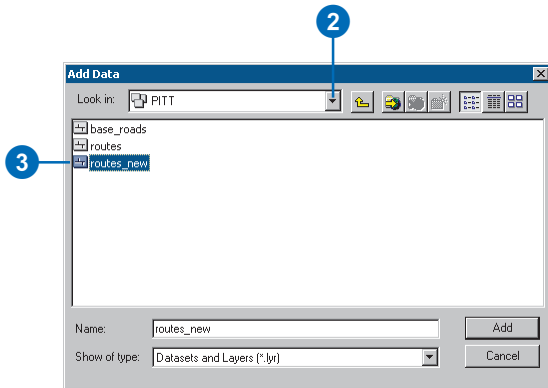 2
Add Data
Look in: PITT
base_roads
routes
3 routes_new
Name: routes_new Add
Show of type: Datasets and Layers (*.lyr) Cancel